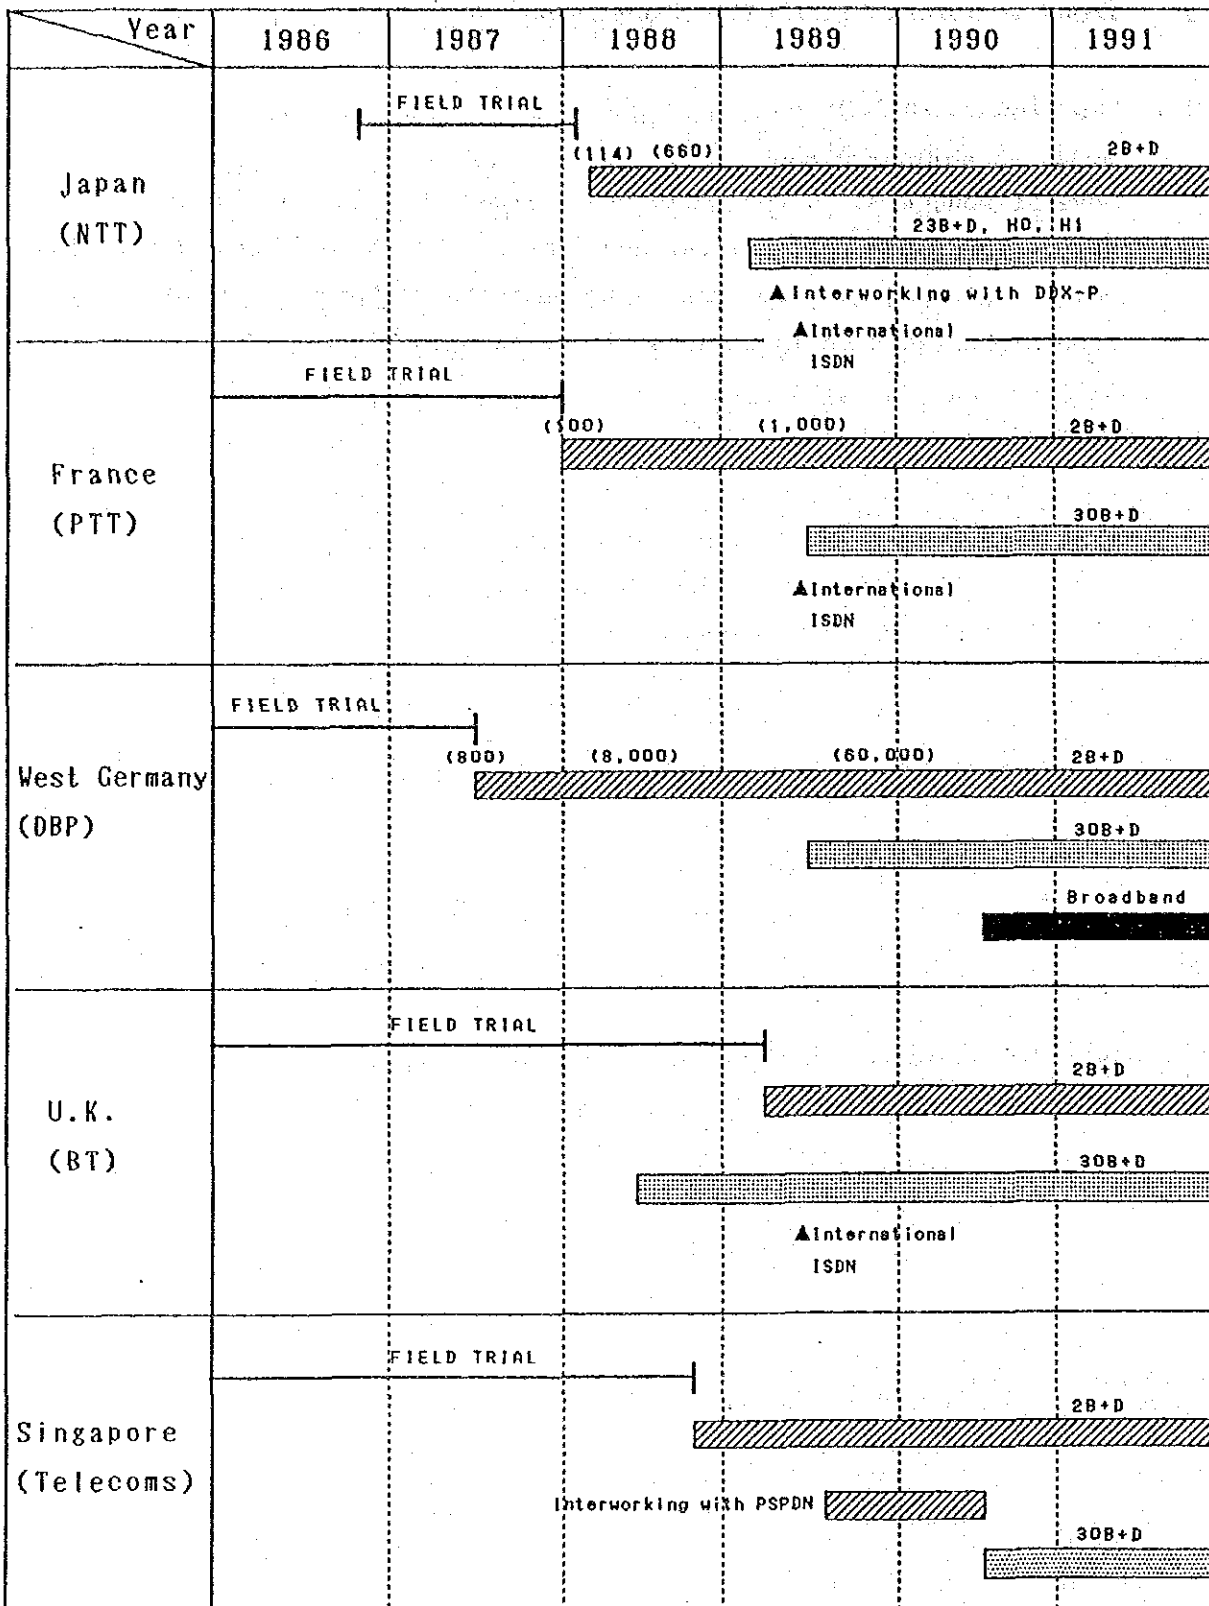 Year 1986 1987 1988 1989 1990 1991
FIELD TRIAL
(114) (660) 2B+D
Japan
(NTT)
23B+D, H0, H1
▲Interworking with DDX-P
▲International
ISDN
FIELD TRIAL
(100) (1,000) 2B+D
France
(PTT)
30B+D
▲International
ISDN
FIELD TRIAL
(800) (8,000) (60,000) 2B+D
West Germany
(DBP)
30B+D
Broadband
FIELD TRIAL
2B+D
U.K.
(BT)
30B+D
▲International
ISDN
FIELD TRIAL
2B+D
Singapore
(Telecoms)
Interworking with PSPDN
30B+D